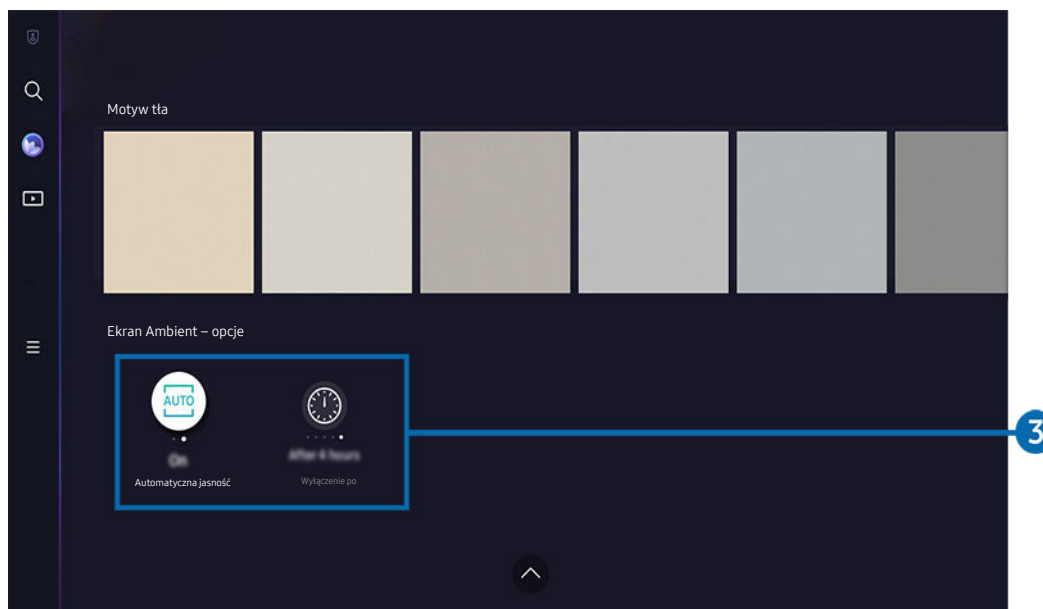 Motyw tła
Ekran Ambient – opcje
AUTO
On
After 4 hours
Automatyczna jasność
Wyłączenie po
3